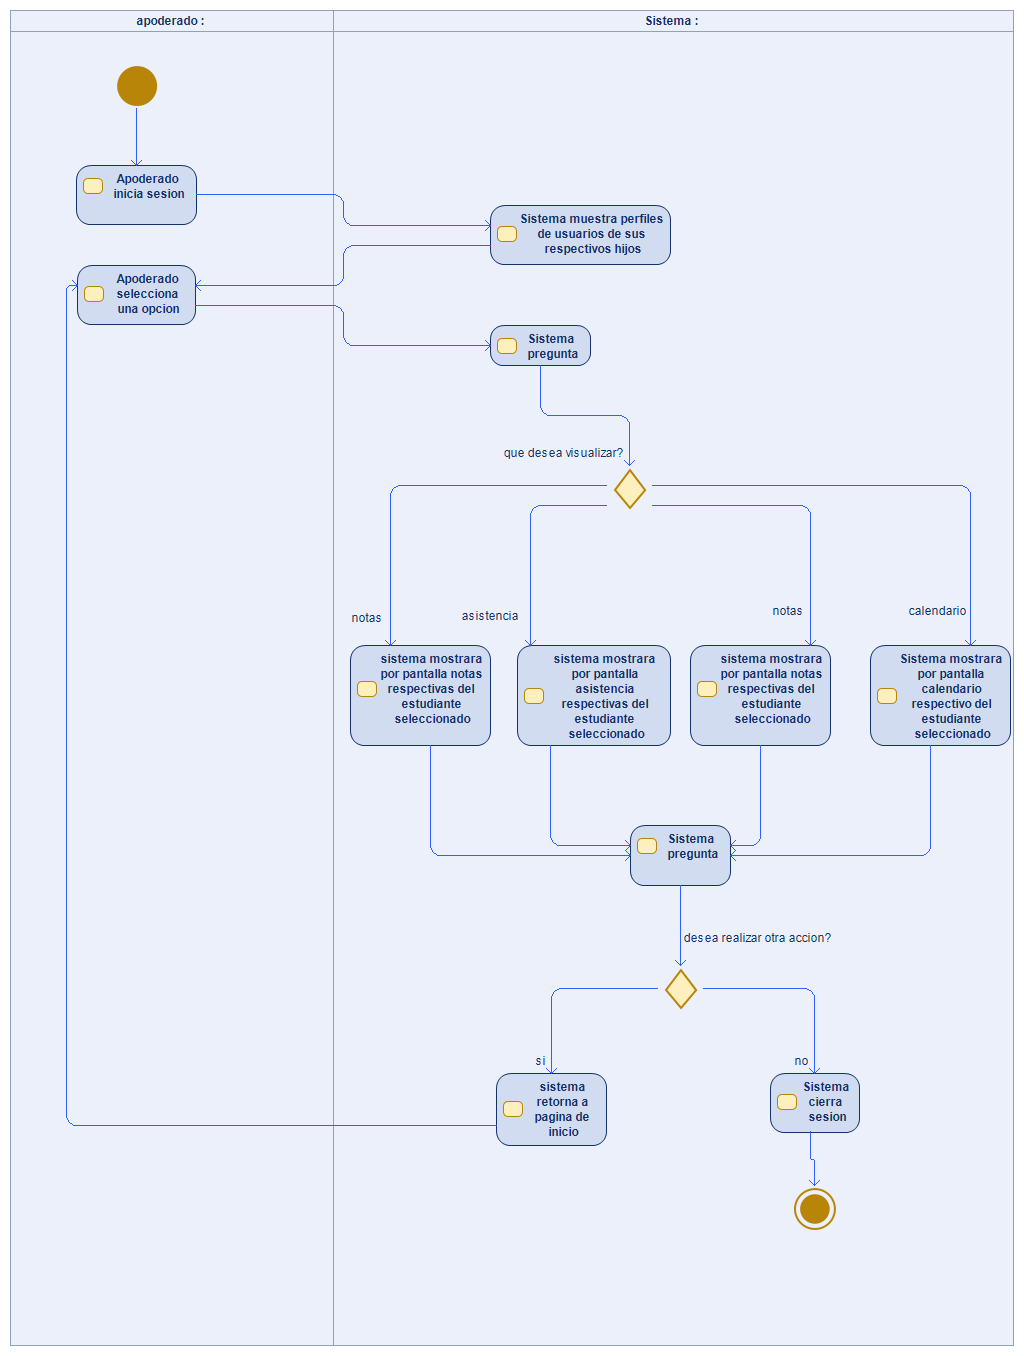 apoderado :
Sistema :
Apoderado
inicia sesion
Sistema muestra perfiles
de usuarios de sus
respectivos hijos
Apoderado
selecciona
una opcion
Sistema
pregunta
que desea visualizar?
notas
asistencia
notas
calendario
sistema mostrara
por pantalla notas
respectivas del
estudiante
seleccionado
sistema mostrara
por pantalla
asistencia
respectivas del
estudiante
seleccionado
sistema mostrara
por pantalla notas
respectivas del
estudiante
seleccionado
Sistema mostrara
por pantalla
calendario
respectivo del
estudiante
seleccionado
Sistema
pregunta
desea realizar otra accion?
si
no
sistema
retorna a
pagina de
inicio
Sistema
cierra
sesion